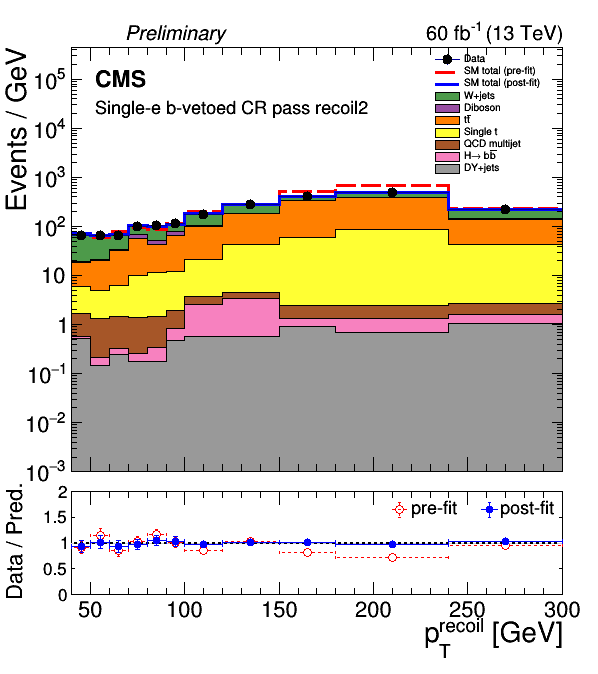 Preliminary 60 fb⁻¹ (13 TeV)
CMS
Single-e b-vetoed CR pass recoil2
Data
SM total (pre-fit)
SM total (post-fit)
W+jets
Diboson
tt̅
Single t
QCD multijet
H→ bb̅
DY+jets
Events / GeV
10⁵
10⁴
10³
10²
10
1
10⁻¹
10⁻²
10⁻³
pre-fit post-fit
Data / Pred.
2
1.5
1
0.5
0
50 100 150 200 250 300
p_T^recoil [GeV]